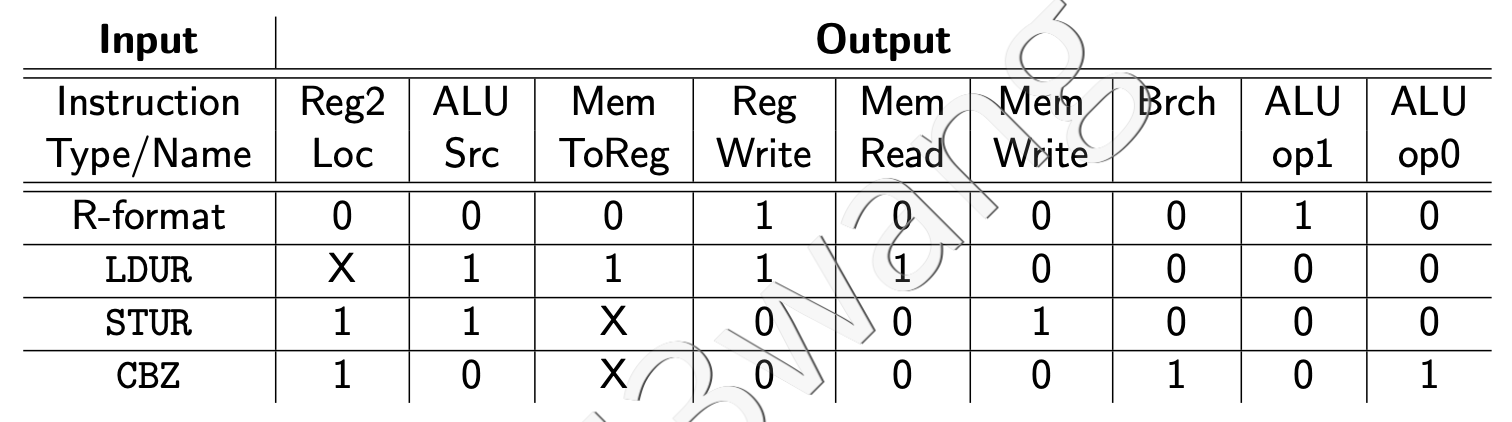 Input Output
Instruction Reg2 ALU Mem Reg Mem Mem Brch ALU ALU
Type/Name Loc Src ToReg Write Read Write op1 op0
R-format 0 0 0 1 0 0 0 1 0
LDUR X 1 1 1 1 0 0 0 0
STUR 1 1 X 0 0 1 0 0 0
CBZ 1 0 X 0 0 0 1 0 1